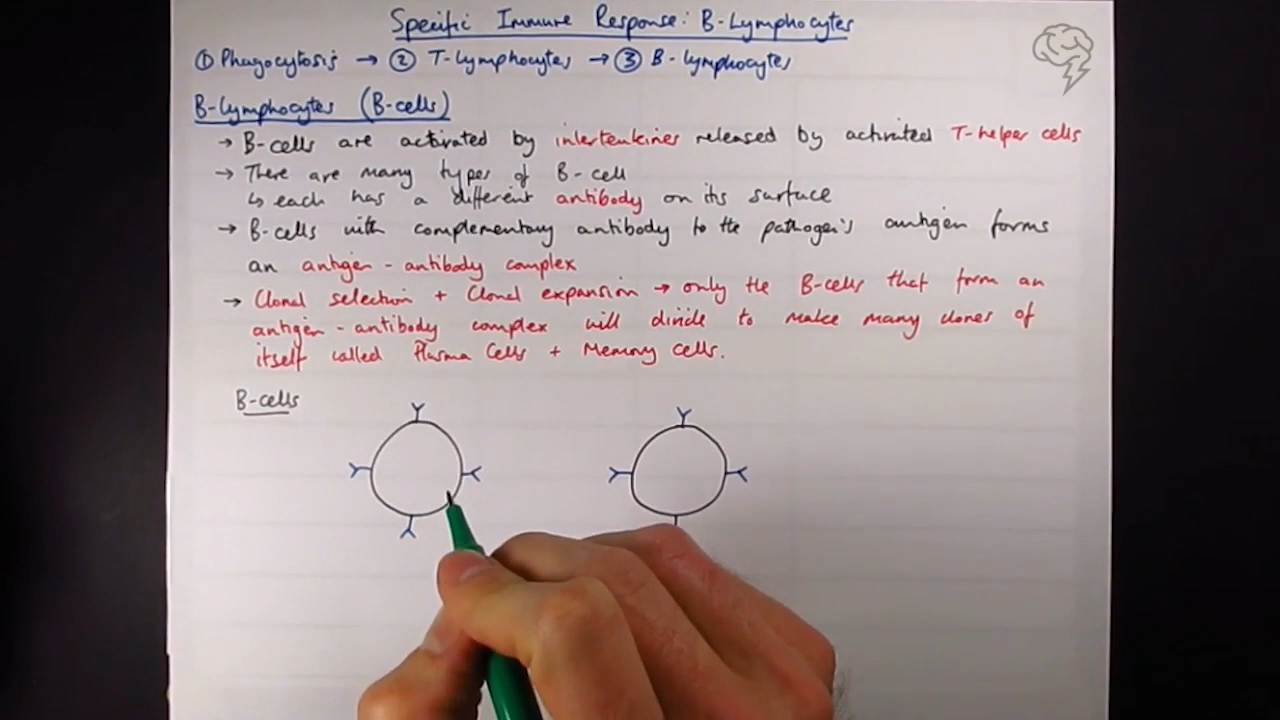 Specific Immune Response: B-Lymphocytes
① Phagocytosis → ② T-Lymphocytes → ③ B-Lymphocytes
B-Lymphocytes (B-cells)
→ B-cells are activated by interleukines released by activated T-helper cells
→ There are many types of B-cell
↳ each has a different antibody on its surface
→ B-cells with complementary antibody to the pathogen's antigen forms
an antigen-antibody complex
→ Clonal selection + Clonal expansion → only the B-cells that form an
antigen-antibody complex will divide to make many clones of
itself called Plasma Cells + Memory cells.
B-cells